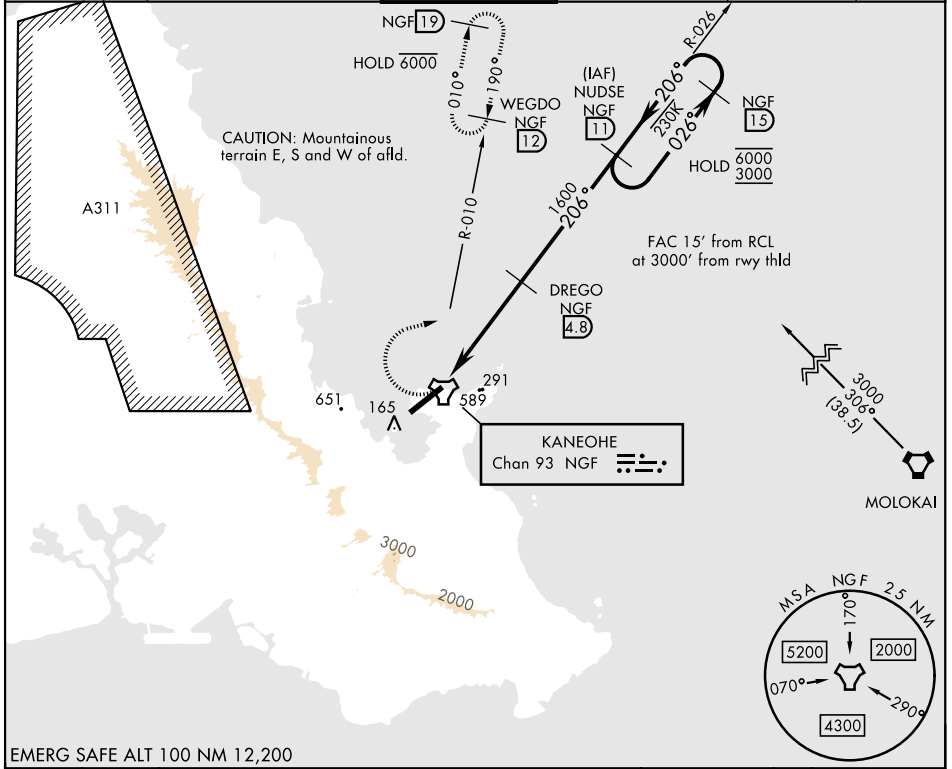 NGF 19
HOLD 6000
010°
190°
WEGDO
NGF
12
R-010
CAUTION: Mountainous
terrain E, S and W of afld.
A311
(IAF)
NUDSE
NGF
11
R-026
206°
230K
026°
NGF
15
HOLD 6000
3000
1600
206°
FAC 15' from RCL
at 3000' from rwy thld
DREGO
NGF
4.8
651
165
291
589
KANEOHE
Chan 93 NGF
3000
306°
(38.5)
MOLOKAI
3000
2000
MSA NGF 25 NM
170°
5200
2000
070°
290°
4300
EMERG SAFE ALT 100 NM 12,200